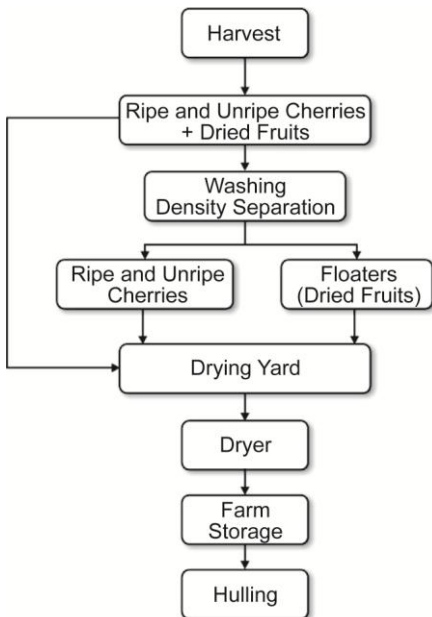 Harvest
Ripe and Unripe Cherries
+ Dried Fruits
Washing
Density Separation
Ripe and Unripe
Cherries
Floaters
(Dried Fruits)
Drying Yard
Dryer
Farm
Storage
Hulling